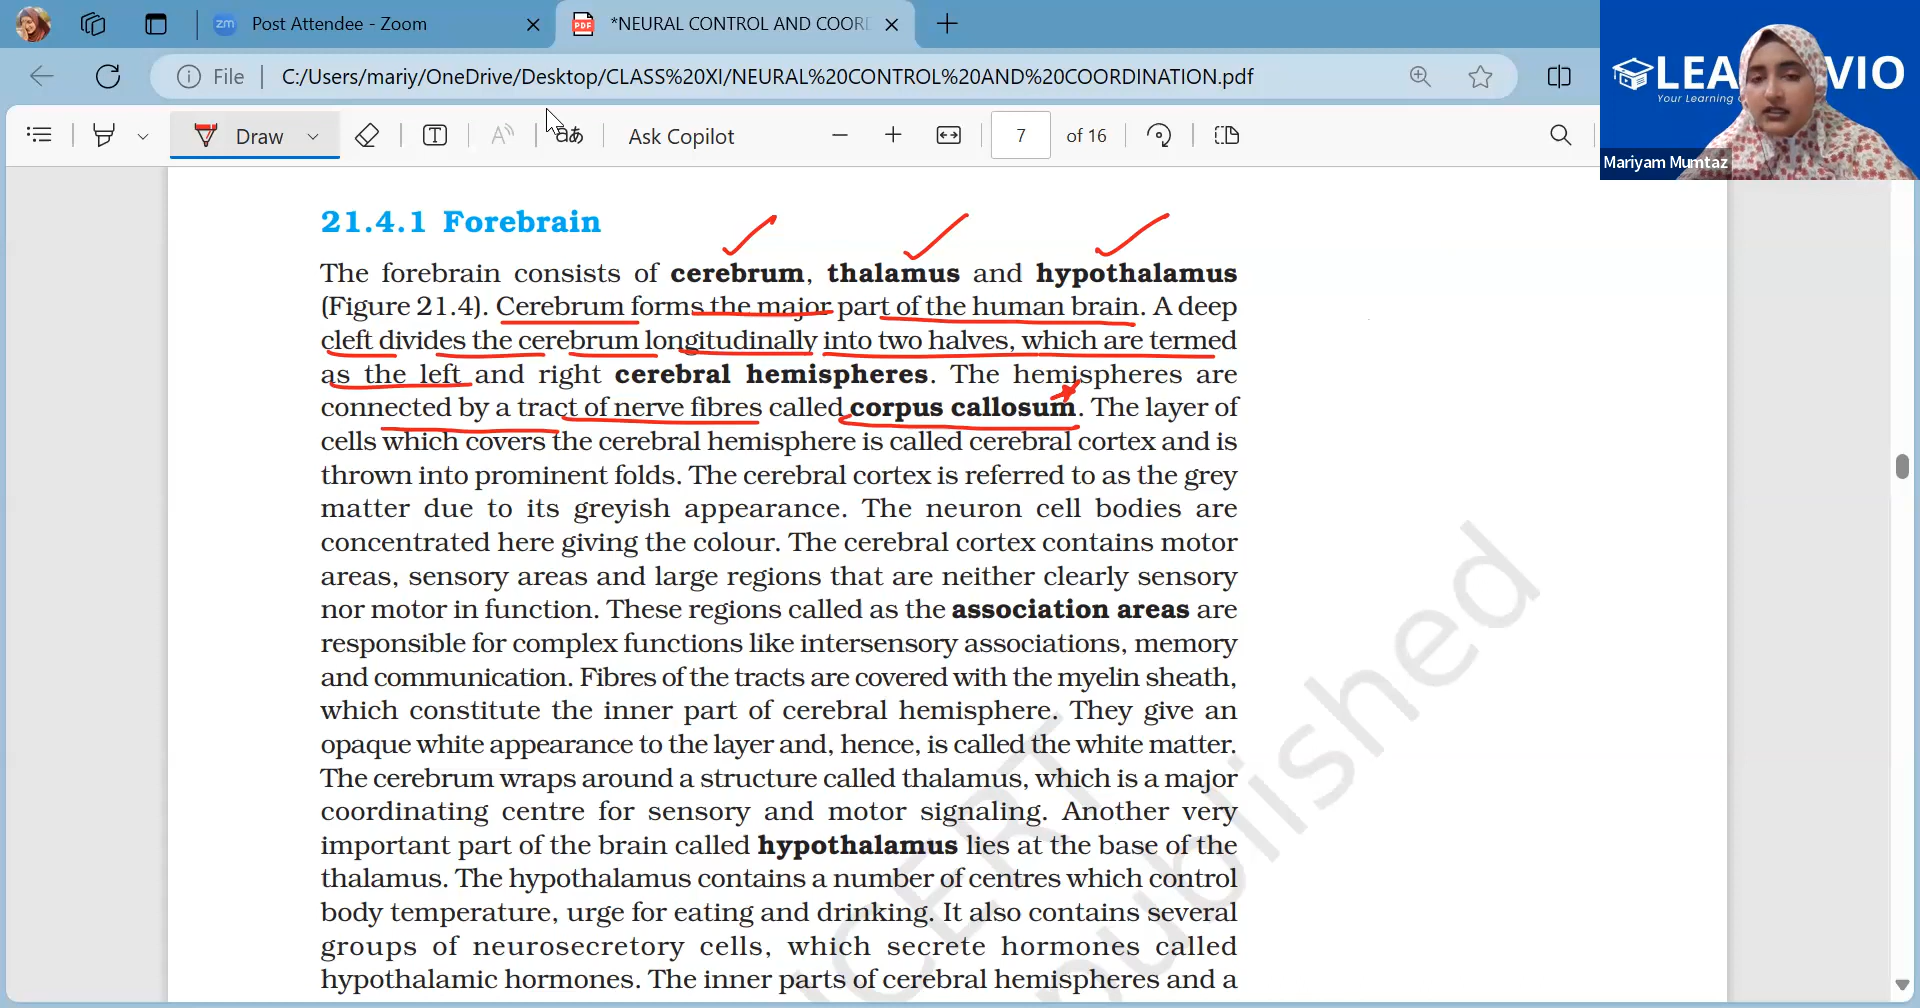 zm Post Attendee - Zoom
PDF *NEURAL CONTROL AND COORD
File C:/Users/mariy/OneDrive/Desktop/CLASS%20XI/NEURAL%20CONTROL%20AND%20COORDINATION.pdf
Draw T A aあ Ask Copilot 7 of 16
VIO
Your Learning
Mariyam Mumtaz
21.4.1 Forebrain
The forebrain consists of cerebrum, thalamus and hypothalamus
(Figure 21.4). Cerebrum forms the major part of the human brain. A deep
cleft divides the cerebrum longitudinally into two halves, which are termed
as the left and right cerebral hemispheres. The hemispheres are
connected by a tract of nerve fibres called corpus callosum. The layer of
cells which covers the cerebral hemisphere is called cerebral cortex and is
thrown into prominent folds. The cerebral cortex is referred to as the grey
matter due to its greyish appearance. The neuron cell bodies are
concentrated here giving the colour. The cerebral cortex contains motor
areas, sensory areas and large regions that are neither clearly sensory
nor motor in function. These regions called as the association areas are
responsible for complex functions like intersensory associations, memory
and communication. Fibres of the tracts are covered with the myelin sheath,
which constitute the inner part of cerebral hemisphere. They give an
opaque white appearance to the layer and, hence, is called the white matter.
The cerebrum wraps around a structure called thalamus, which is a major
coordinating centre for sensory and motor signaling. Another very
important part of the brain called hypothalamus lies at the base of the
thalamus. The hypothalamus contains a number of centres which control
body temperature, urge for eating and drinking. It also contains several
groups of neurosecretory cells, which secrete hormones called
hypothalamic hormones. The inner parts of cerebral hemispheres and a
published